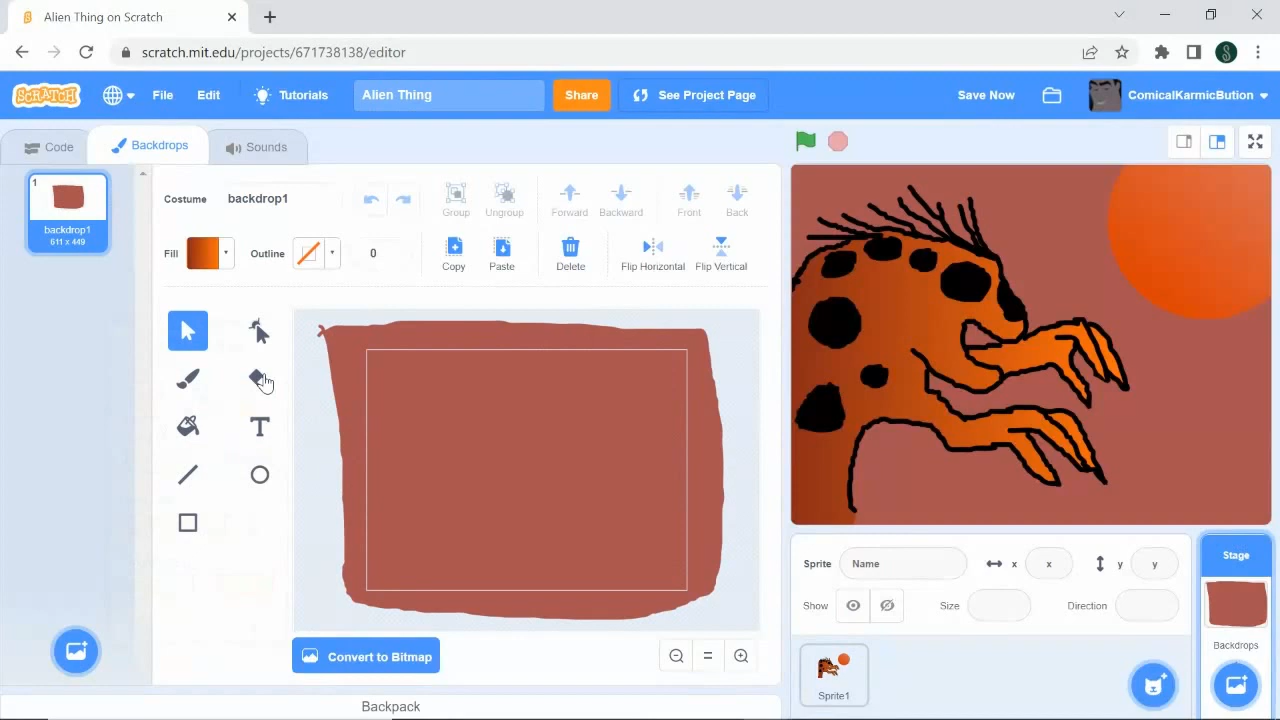 Alien Thing on Scratch
scratch.mit.edu/projects/671738138/editor
S
SCRATCH
File
Edit
Tutorials
Alien Thing
Share
See Project Page
Save Now
ComicalKarmicBution
Code
Backdrops
Sounds
1
backdrop1
611 x 449
Costume
backdrop1
Group
Ungroup
Forward
Backward
Front
Back
Fill
Outline
0
Copy
Paste
Delete
Flip Horizontal
Flip Vertical
T
Convert to Bitmap
Backpack
Sprite
Name
x
x
y
y
Show
Size
Direction
Sprite1
Stage
Backdrops